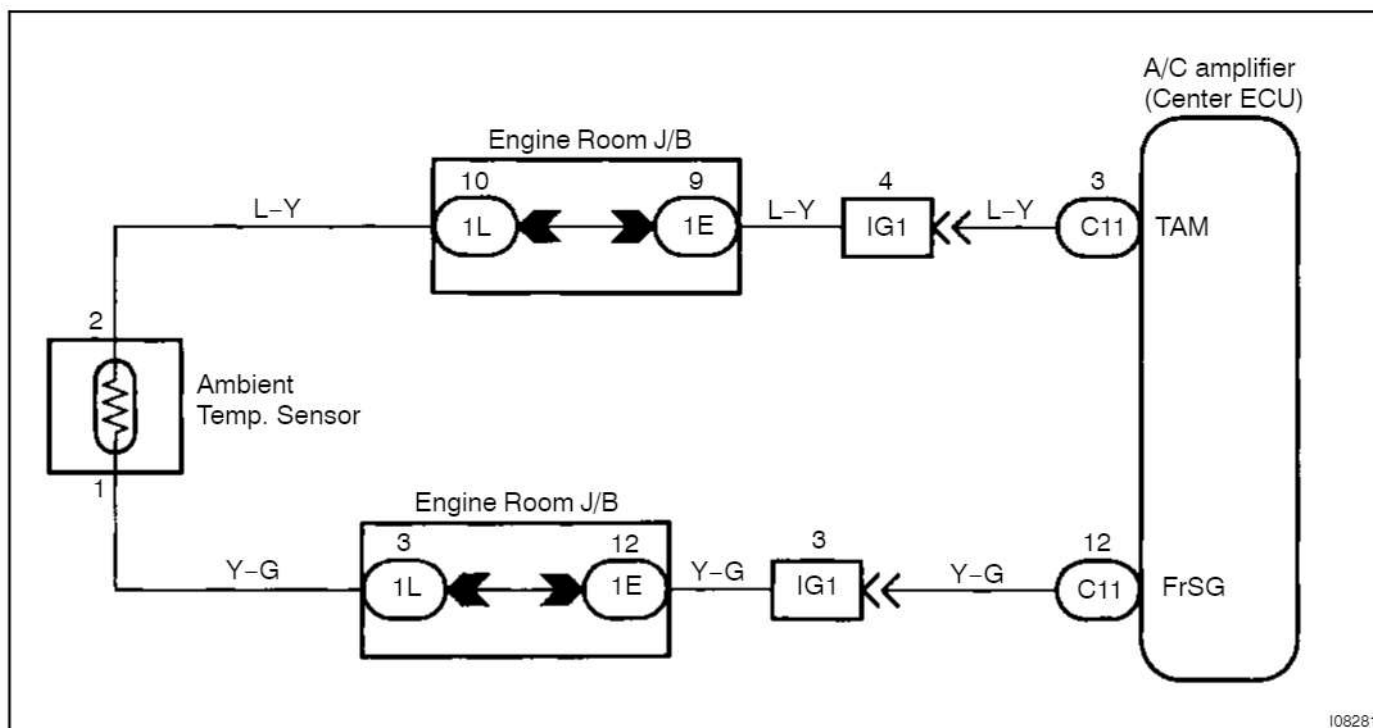 A/C amplifier
(Center ECU)
Engine Room J/B
10
9
4
3
L–Y
1L
1E
L–Y
IG1
L–Y
C11
TAM
2
Ambient
Temp. Sensor
1
Engine Room J/B
3
12
3
12
Y–G
1L
1E
Y–G
IG1
Y–G
C11
FrSG
I08281